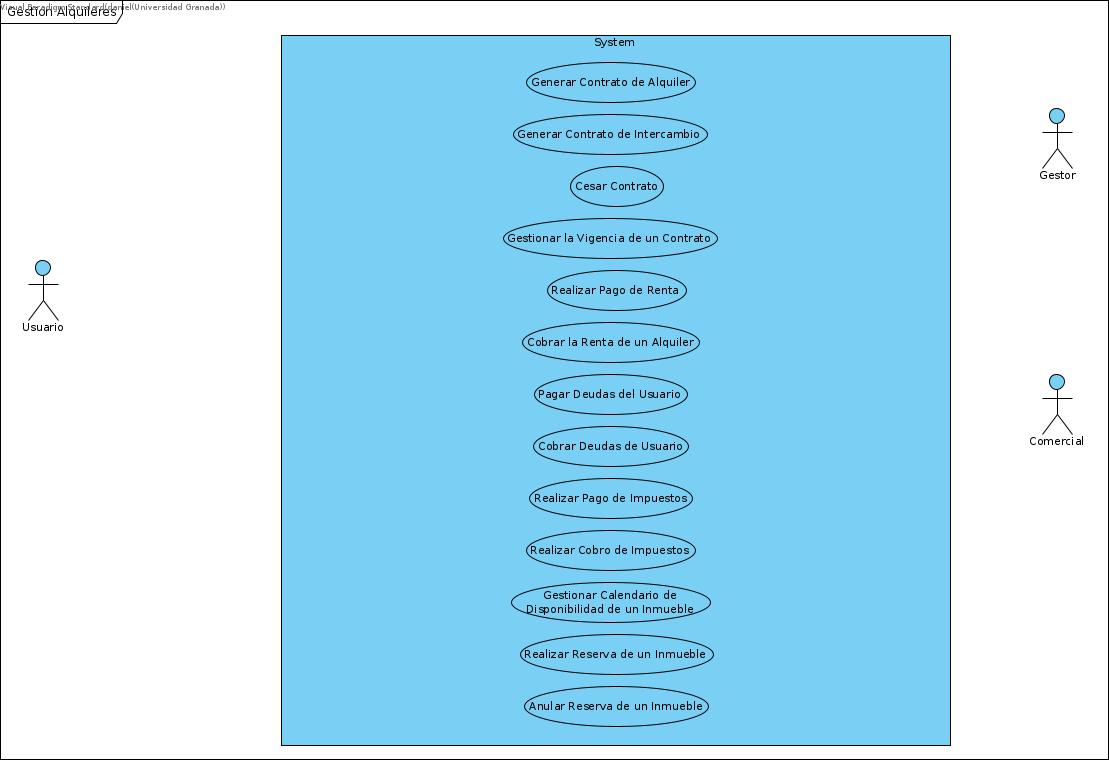 Visual Paradigm Standard(daniel(Universidad Granada))
Gestion Alquileres
System
Generar Contrato de Alquiler
Generar Contrato de Intercambio
Cesar Contrato
Gestionar la Vigencia de un Contrato
Realizar Pago de Renta
Cobrar la Renta de un Alquiler
Pagar Deudas del Usuario
Cobrar Deudas de Usuario
Realizar Pago de Impuestos
Realizar Cobro de Impuestos
Gestionar Calendario de
Disponibilidad de un Inmueble
Realizar Reserva de un Inmueble
Anular Reserva de un Inmueble
Usuario
Gestor
Comercial